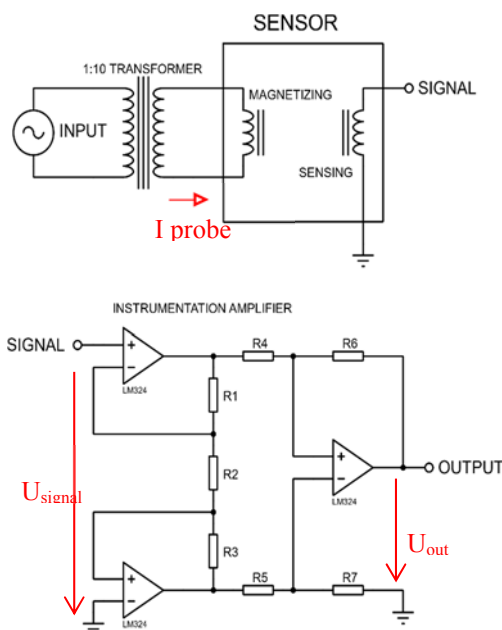 SENSOR
1:10 TRANSFORMER
MAGNETIZING
SIGNAL
INPUT
SENSING
I probe
INSTRUMENTATION AMPLIFIER
SIGNAL
+
−
LM324
R4
R6
R1
R2
+
−
LM324
OUTPUT
Usignal
Uout
R3
+
−
LM324
R5
R7